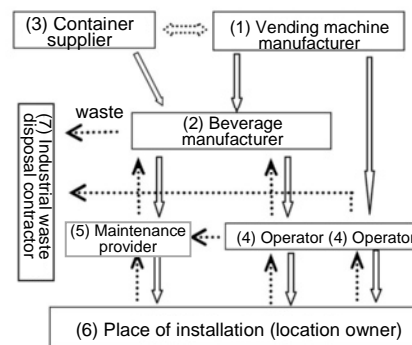 (3) Container
supplier
(1) Vending machine
manufacturer
waste
(2) Beverage
manufacturer
(7) Industrial waste
disposal contractor
(5) Maintenance
provider
(4) Operator (4) Operator
(6) Place of installation (location owner)